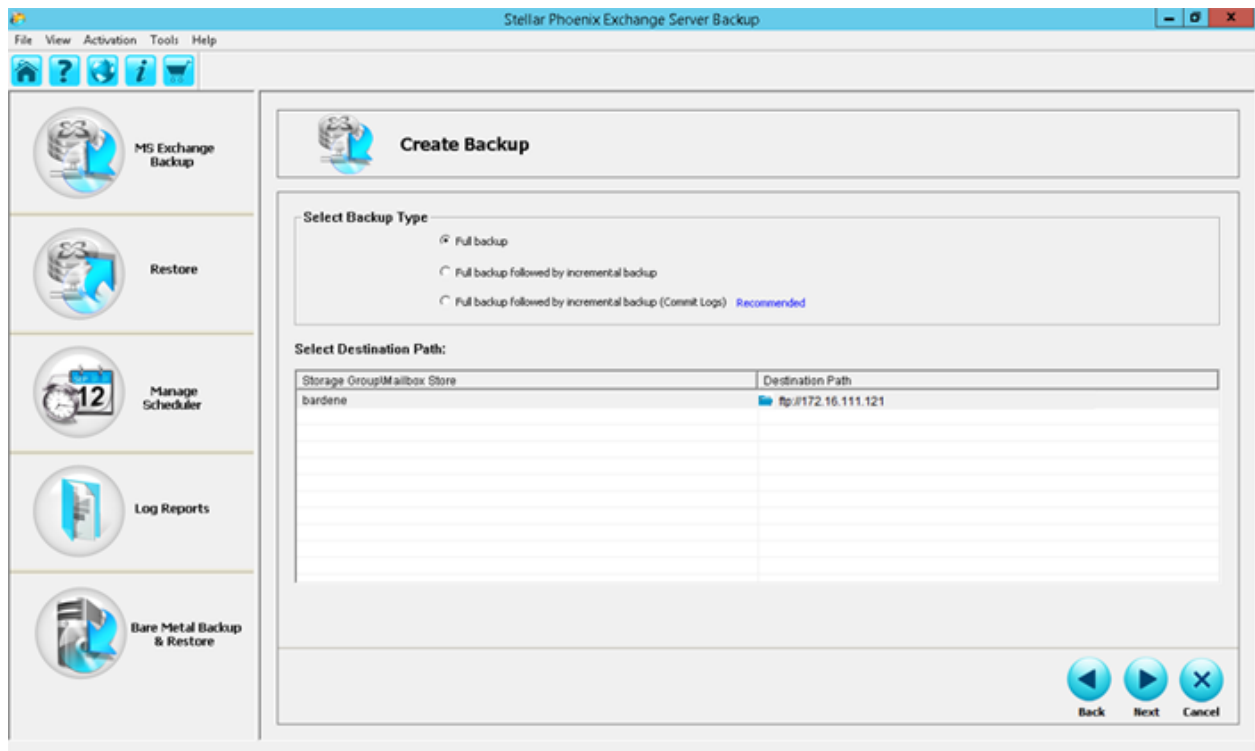 Stellar Phoenix Exchange Server Backup
File View Activation Tools Help
MS Exchange
Backup
Restore
12
Manage
Scheduler
Log Reports
Bare Metal Backup
& Restore
Create Backup
Select Backup Type
Full backup
Full backup followed by incremental backup
Full backup followed by incremental backup (Commit Logs) Recommended
Select Destination Path:
Storage Group\Mailbox Store Destination Path
bardene ftp://172.16.111.121
Back Next Cancel